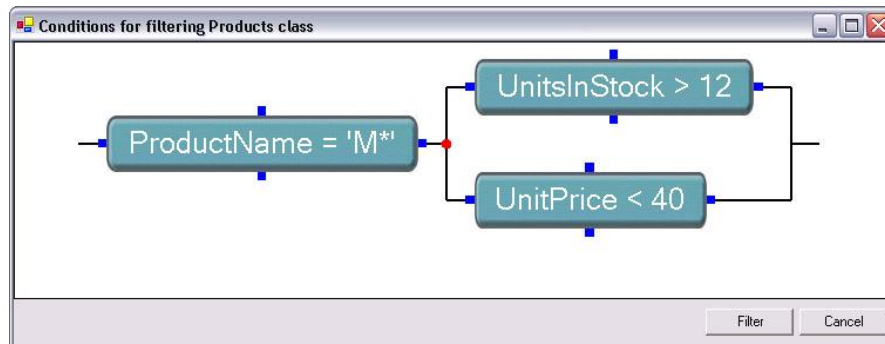 Conditions for filtering Products class
UnitsInStock > 12
ProductName = 'M*'
UnitPrice < 40
Filter
Cancel